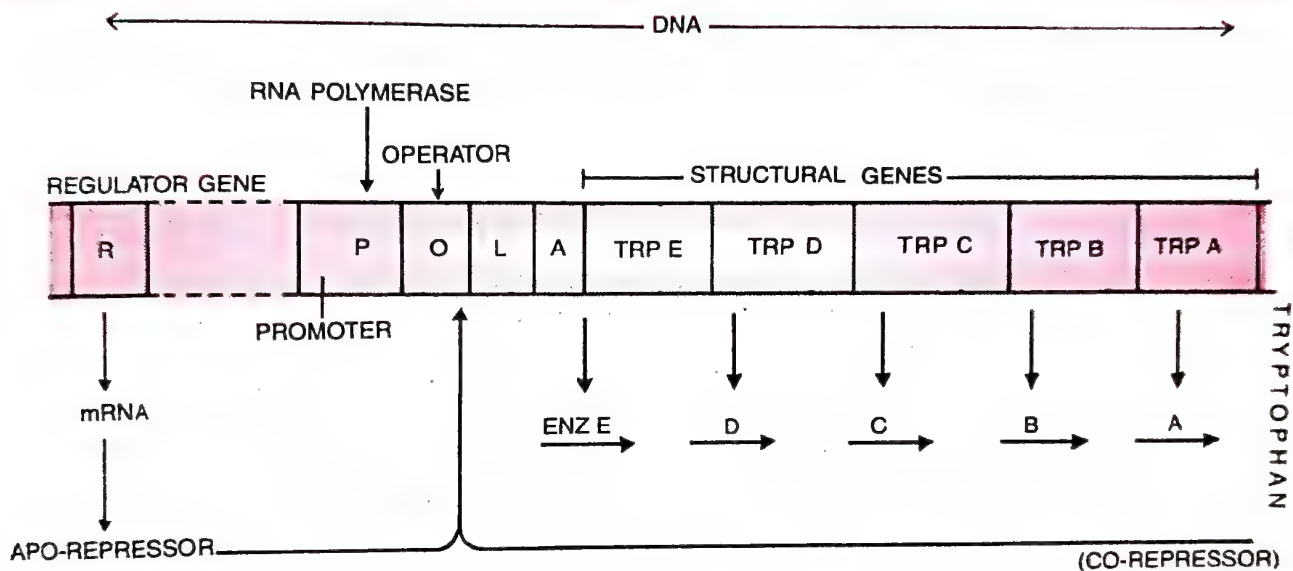 DNA
RNA POLYMERASE
OPERATOR
REGULATOR GENE
STRUCTURAL GENES
R P O L A TRP E TRP D TRP C TRP B TRP A
PROMOTER
mRNA
ENZ E D C B A
TRYPTOPHAN
APO-REPRESSOR
(CO-REPRESSOR)